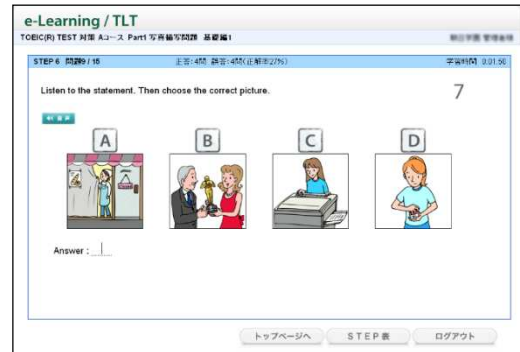 e-Learning / TLT
TOEIC(R) TEST 対策 Aコース Part1 写真描写問題 基礎編1
STEP 6 問題9 / 15 正答:4問 誤答:4問(正解率27%) 学習時間 0:01:50
Listen to the statement. Then choose the correct picture.
7
A B C D
Answer :
トップページへ STEP表 ログアウト